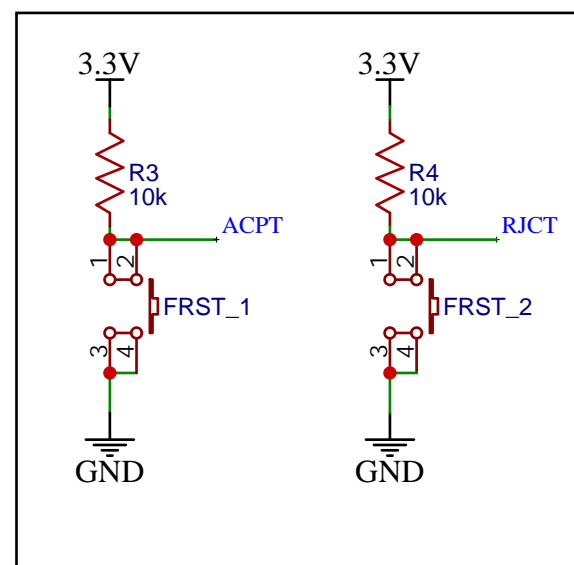 3.3V
R3
10k
ACPT
1
2
FRST_1
3
4
GND
3.3V
R4
10k
RJCT
1
2
FRST_2
3
4
GND